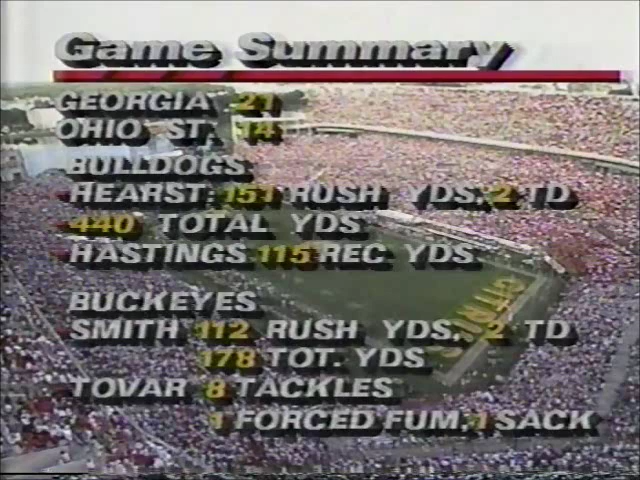 Game Summary
GEORGIA 21
OHIO ST. 14
BULLDOGS
HEARST: 151 RUSH YDS, 2 TD
440 TOTAL YDS
HASTINGS 115 REC YDS
BUCKEYES
SMITH 112 RUSH YDS, 2 TD
178 TOT. YDS
TOVAR 8 TACKLES
1 FORCED FUM, 1 SACK
CITRUS